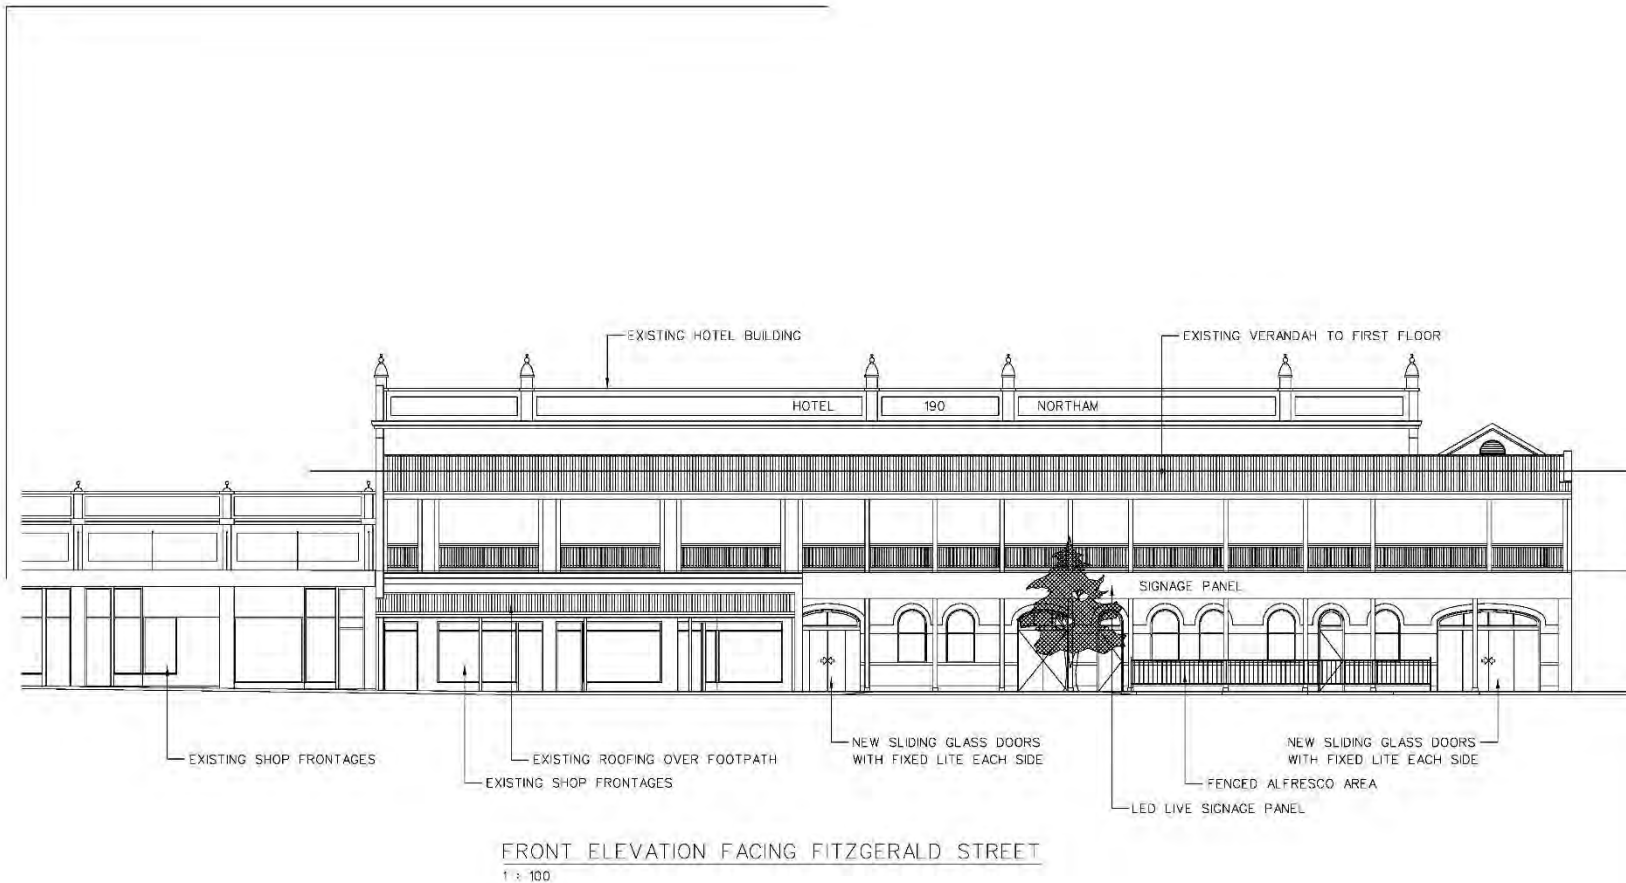 EXISTING HOTEL BUILDING
EXISTING VERANDAH TO FIRST FLOOR
HOTEL 190 NORTHAM
SIGNAGE PANEL
NEW SLIDING GLASS DOORS
WITH FIXED LITE EACH SIDE
NEW SLIDING GLASS DOORS
WITH FIXED LITE EACH SIDE
EXISTING SHOP FRONTAGES
EXISTING ROOFING OVER FOOTPATH
EXISTING SHOP FRONTAGES
FENCED ALFRESCO AREA
LED LIVE SIGNAGE PANEL
FRONT ELEVATION FACING FITZGERALD STREET
1 : 100